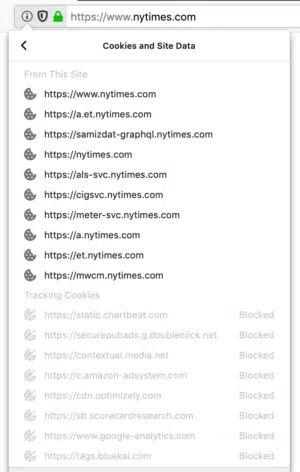 https://www.nytimes.com
Cookies and Site Data
From This Site
https://www.nytimes.com
https://a.et.nytimes.com
https://samizdat-graphql.nytimes.com
https://nytimes.com
https://als-svc.nytimes.com
https://cigsvc.nytimes.com
https://meter-svc.nytimes.com
https://a.nytimes.com
https://et.nytimes.com
https://mwcm.nytimes.com
Tracking Cookies
https://static.chartbeat.com Blocked
https://securepubads.g.doubleclick.net Blocked
https://contextual.media.net Blocked
https://c.amazon-adsystem.com Blocked
https://cdn.optimizely.com Blocked
https://sb.scorecardresearch.com Blocked
https://www.google-analytics.com Blocked
https://tags.bluekai.com Blocked